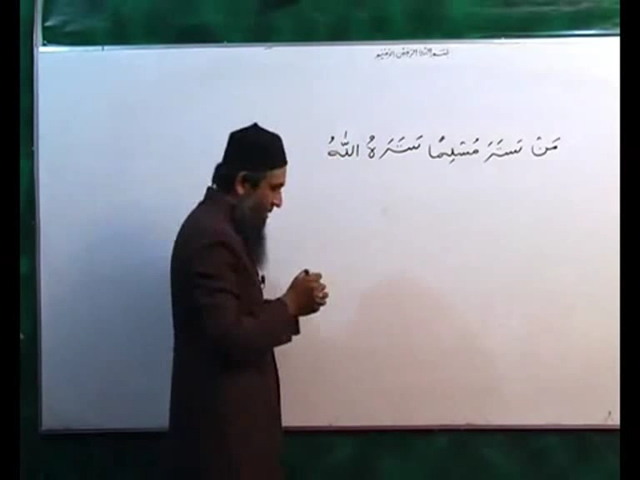 بسم الله الرحمن الرحيم
مَنْ سَتَرَ مُسْلِمًا سَتَرَهُ اللّٰهُ